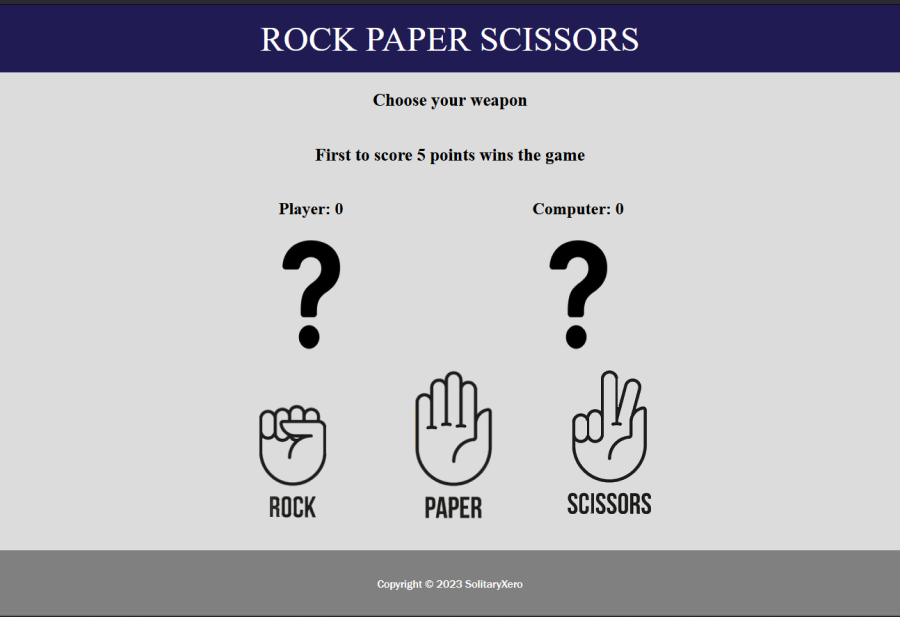 ROCK PAPER SCISSORS
Choose your weapon
First to score 5 points wins the game
Player: 0
Computer: 0
?
?
ROCK
PAPER
SCISSORS
Copyright © 2023 SolitaryXero